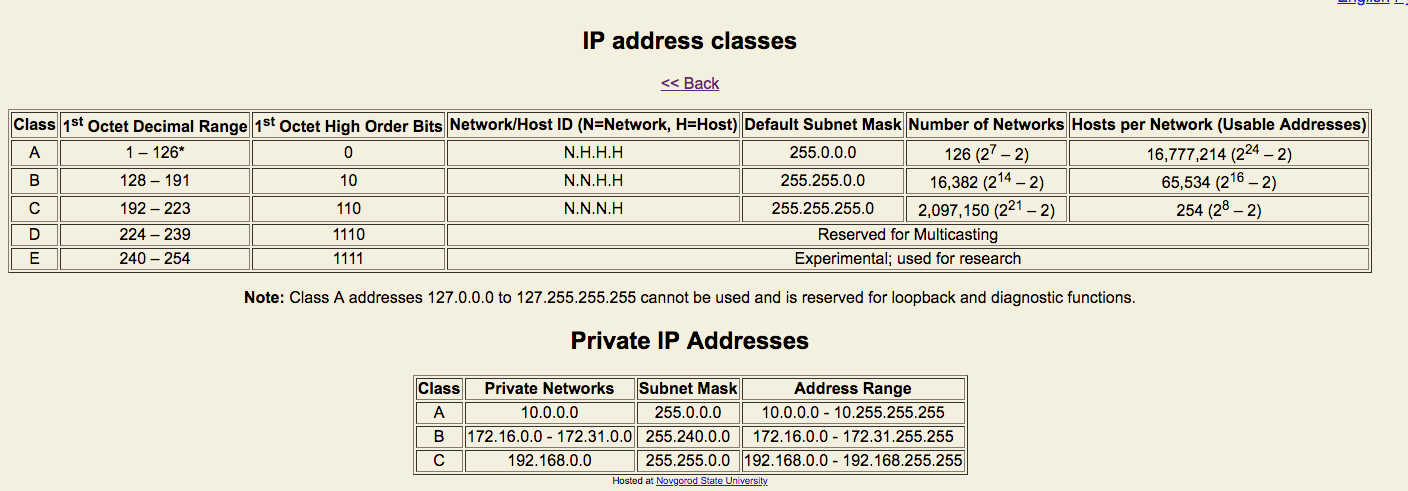 English
IP address classes
<< Back
Class 1st Octet Decimal Range 1st Octet High Order Bits Network/Host ID (N=Network, H=Host) Default Subnet Mask Number of Networks Hosts per Network (Usable Addresses)
A 1 – 126* 0 N.H.H.H 255.0.0.0 126 (2^7 – 2) 16,777,214 (2^24 – 2)
B 128 – 191 10 N.N.H.H 255.255.0.0 16,382 (2^14 – 2) 65,534 (2^16 – 2)
C 192 – 223 110 N.N.N.H 255.255.255.0 2,097,150 (2^21 – 2) 254 (2^8 – 2)
D 224 – 239 1110 Reserved for Multicasting
E 240 – 254 1111 Experimental; used for research
Note: Class A addresses 127.0.0.0 to 127.255.255.255 cannot be used and is reserved for loopback and diagnostic functions.
Private IP Addresses
Class Private Networks Subnet Mask Address Range
A 10.0.0.0 255.0.0.0 10.0.0.0 - 10.255.255.255
B 172.16.0.0 - 172.31.0.0 255.240.0.0 172.16.0.0 - 172.31.255.255
C 192.168.0.0 255.255.0.0 192.168.0.0 - 192.168.255.255
Hosted at Novgorod State University